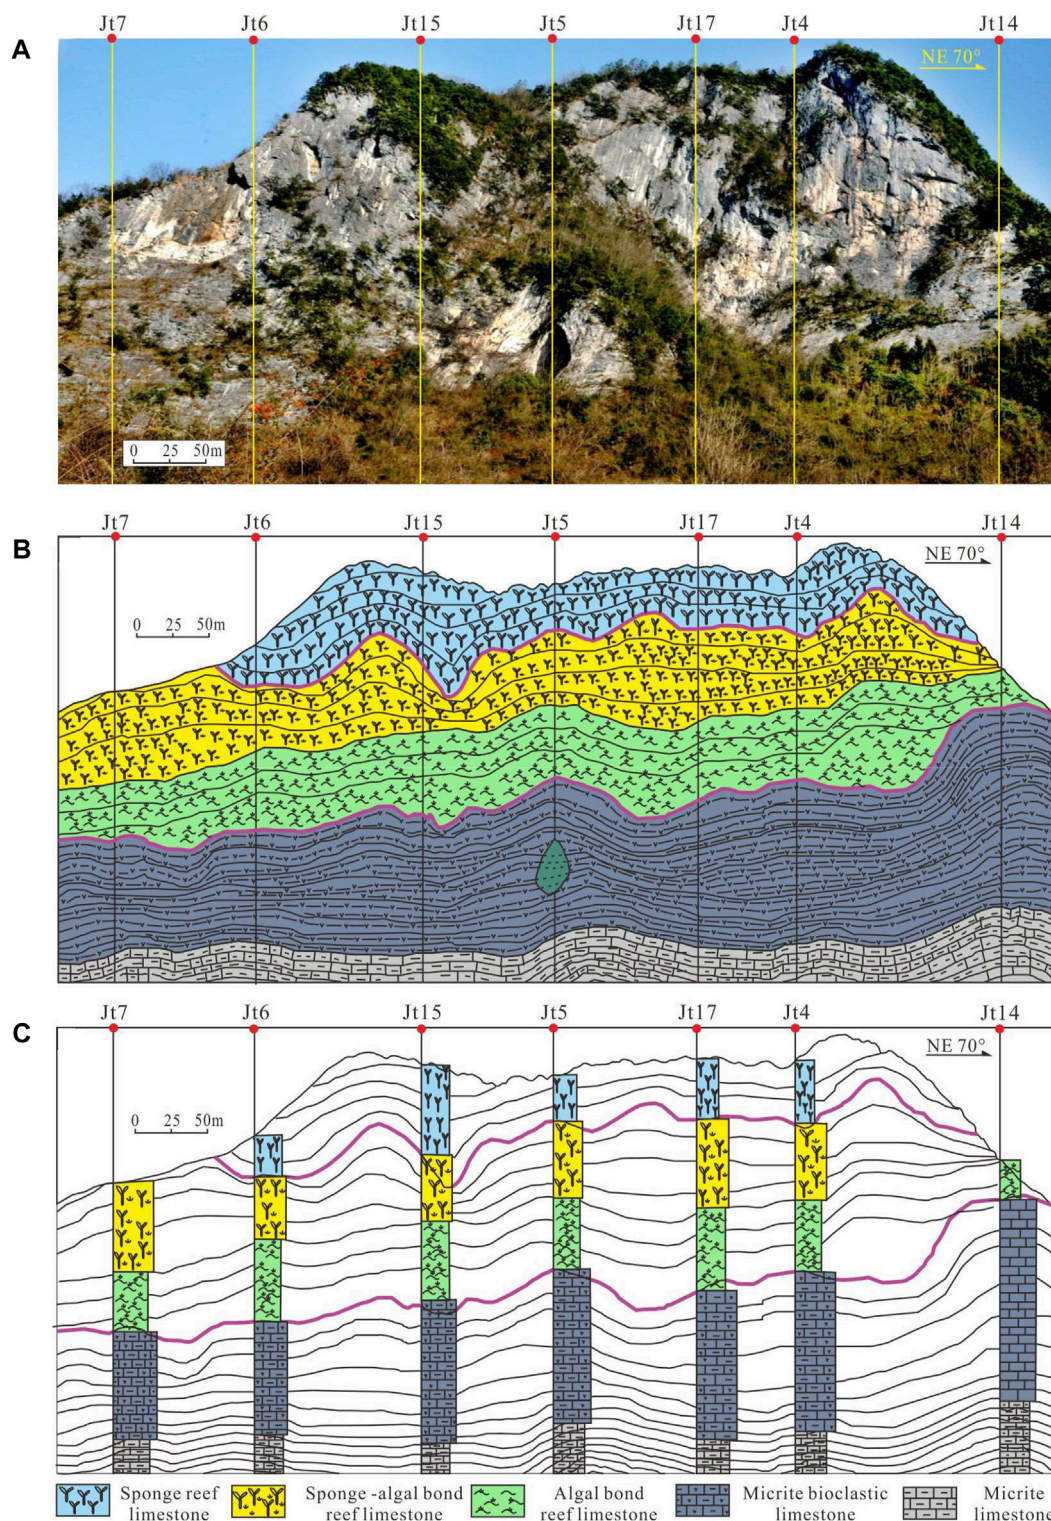 Jt7 Jt6 Jt15 Jt5 Jt17 Jt4 Jt14
A
NE 70°
0 25 50m
Jt7 Jt6 Jt15 Jt5 Jt17 Jt4 Jt14
B
NE 70°
0 25 50m
Jt7 Jt6 Jt15 Jt5 Jt17 Jt4 Jt14
C
NE 70°
0 25 50m
Sponge reef Sponge -algal bond Algal bond Micrite bioclastic Micrite
limestone reef limestone reef limestone limestone limestone